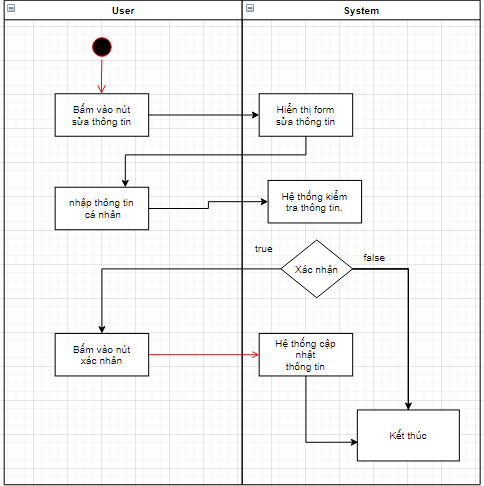 User
System
Bấm vào nút
sửa thông tin
Hiển thị form
sửa thông tin
nhập thông tin
cá nhân
Hệ thống kiểm
tra thông tin.
true
false
Xác nhận
Bấm vào nút
xác nhân
Hệ thống cập
nhật
thông tin
Kết thúc